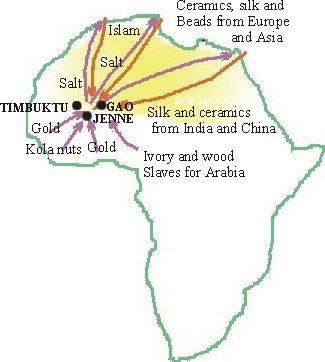 Ceramics, silk and
Beads from Europe
and Asia
Islam
Salt
Salt
TIMBUKTU
GAO
JENNE
Silk and ceramics
from India and China
Gold
Kola nuts
Gold
Ivory and wood
Slaves for Arabia